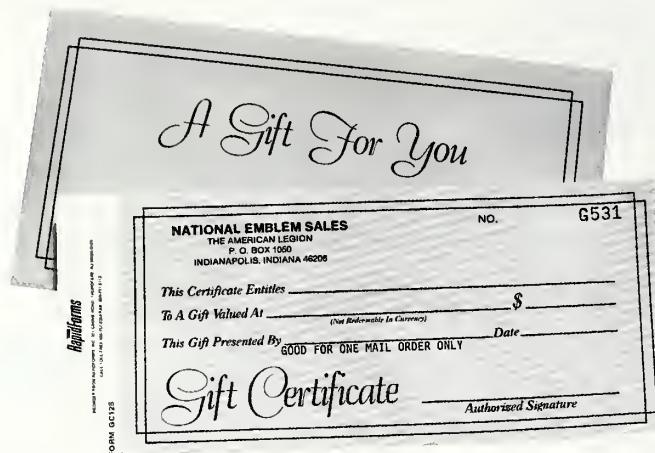 A Gift For You
NATIONAL EMBLEM SALES
THE AMERICAN LEGION
P. O. BOX 1050
INDIANAPOLIS, INDIANA 46206
NO. G531
This Certificate Entitles
To A Gift Valued At $
(Not Redeemable In Currency)
This Gift Presented By Date
GOOD FOR ONE MAIL ORDER ONLY
Gift Certificate
Authorized Signature
RapidForms
FORM GC125